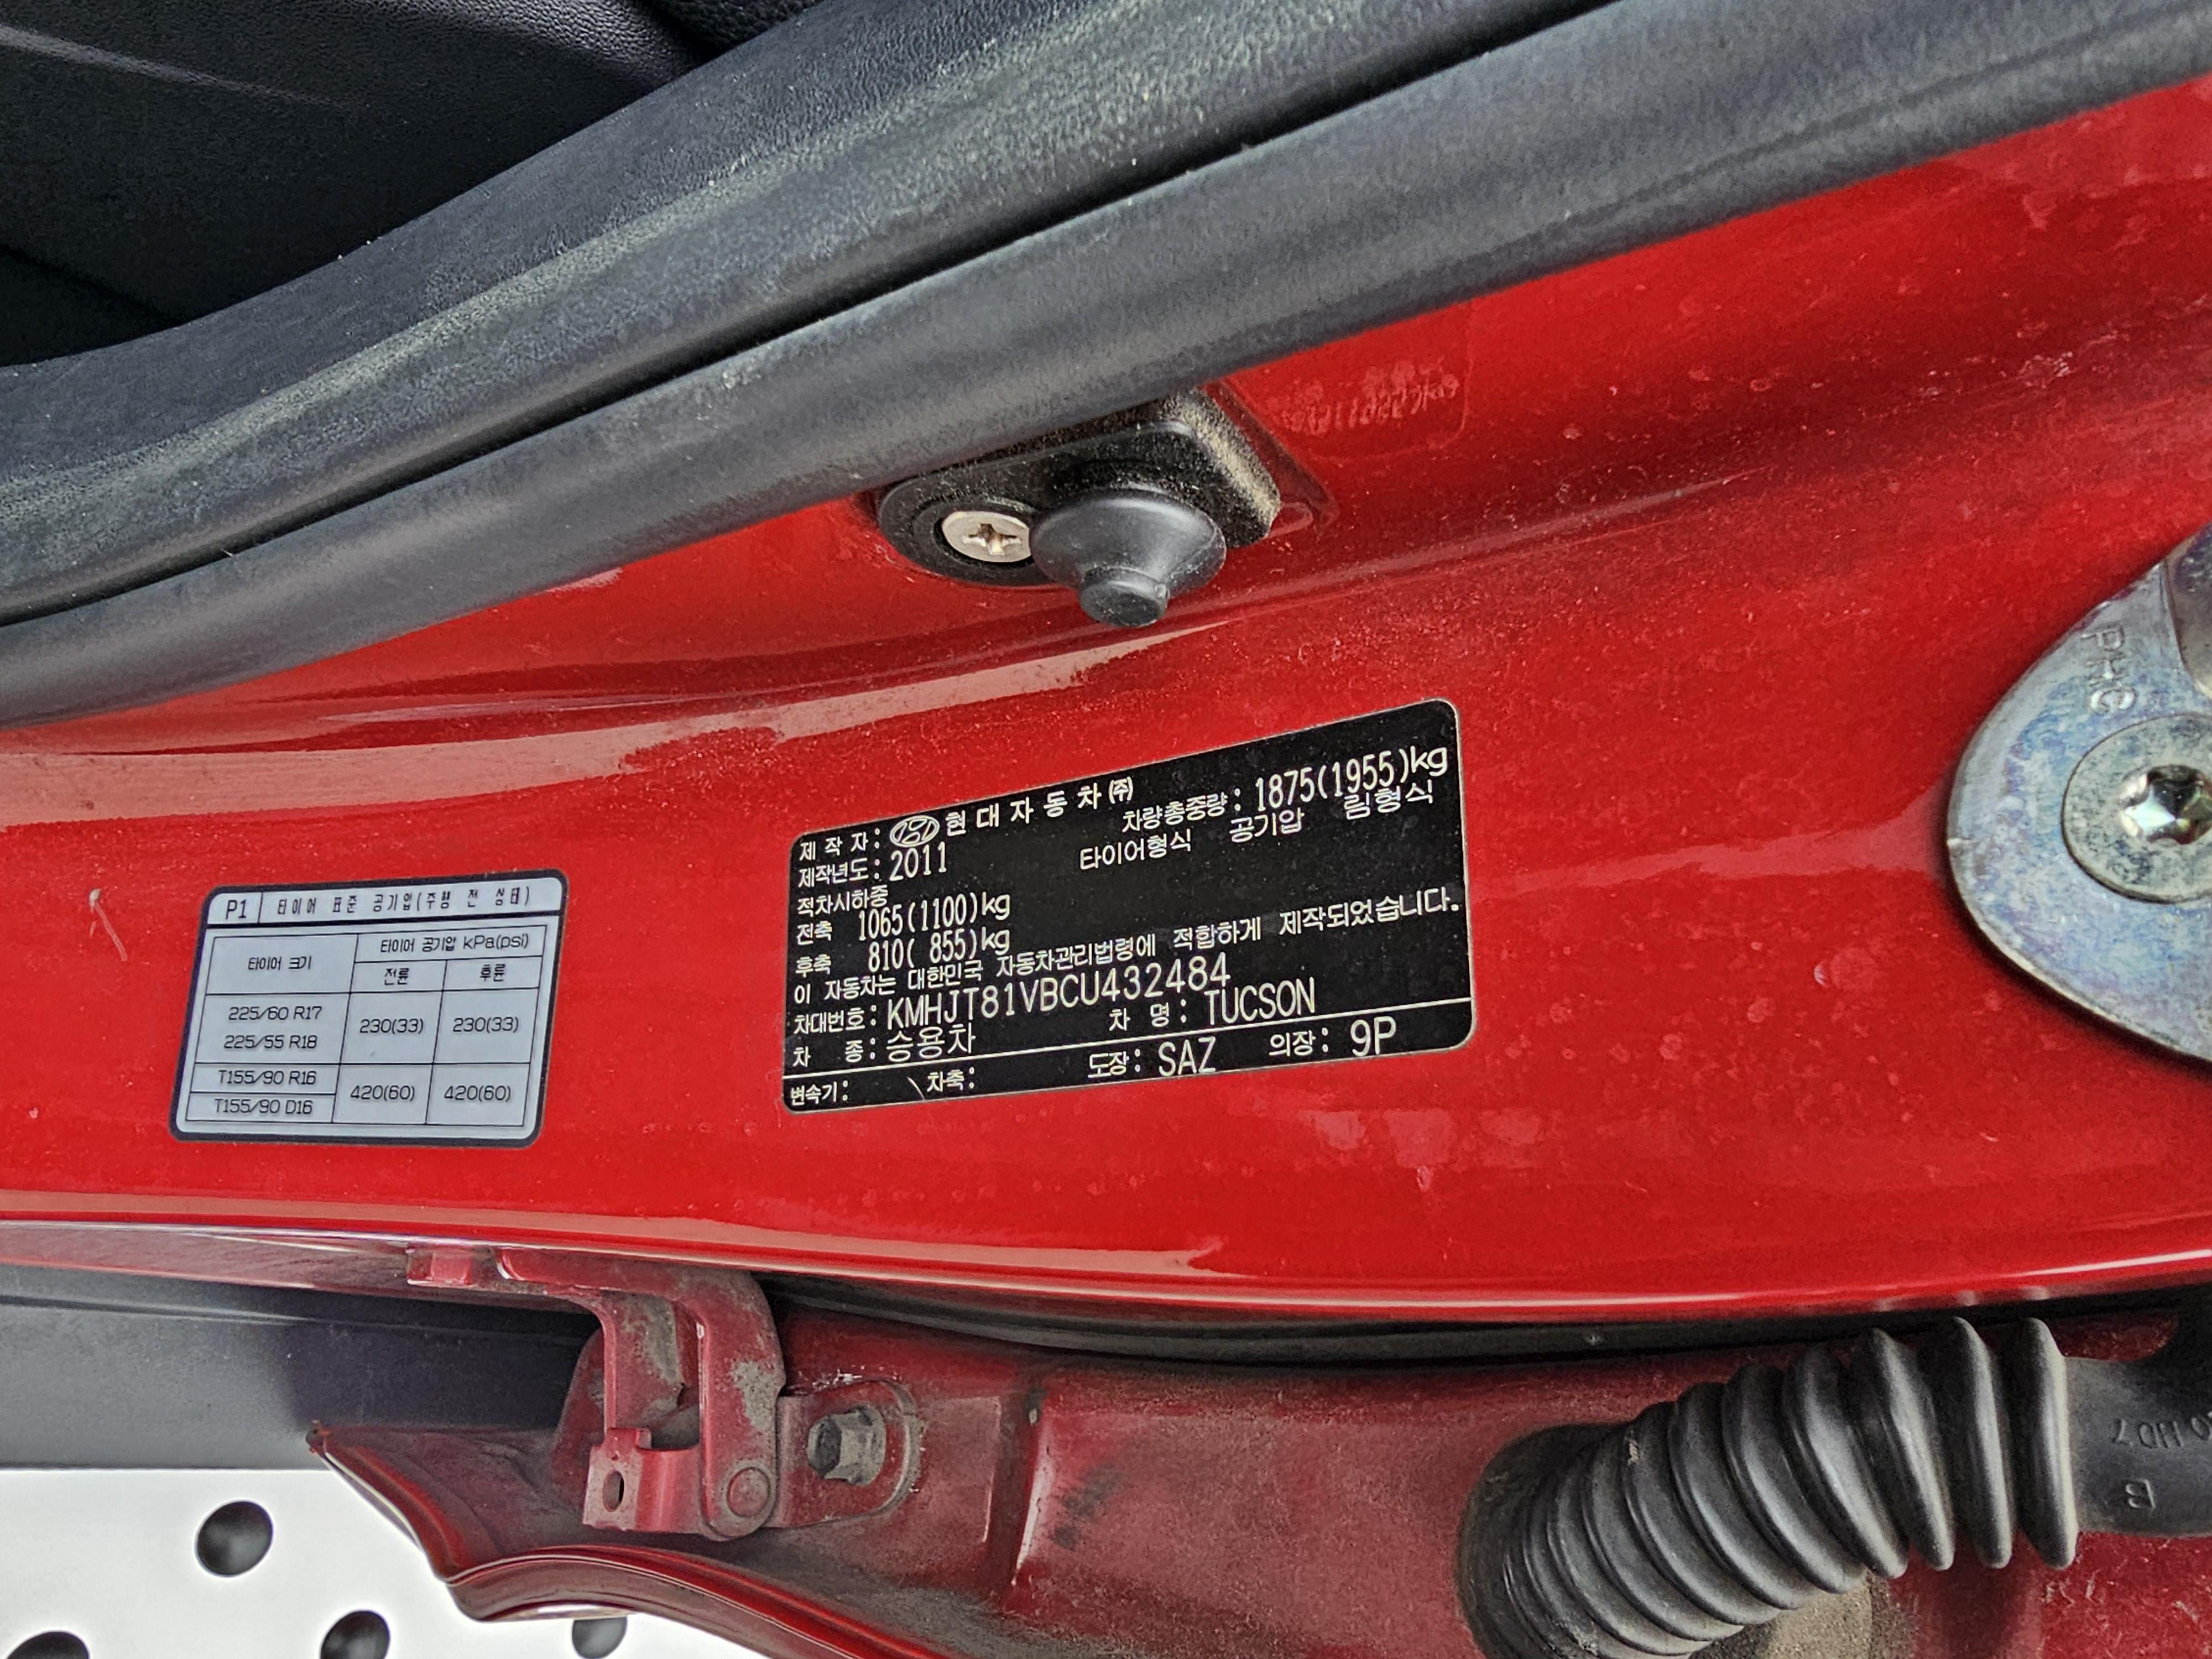 P1 타이어 표준 공기압(주행 전 상태)
타이어 크기 타이어 공기압 kPa(psi)
전륜 후륜
225/60 R17
225/55 R18
230(33) 230(33)
T155/90 R16
T155/90 D16
420(60) 420(60)
제 작 자: 현대자동차㈜
제작년도: 2011 차량총중량: 1875(1955)kg
적차시하중 타이어형식 공기압 림형식
전축 1065(1100)kg
후축 810( 855)kg
이 자동차는 대한민국 자동차관리법령에 적합하게 제작되었습니다.
차대번호: KMHJT81VBCU432484
차 종: 승용차 차 명: TUCSON
변속기: 차축: 도장: SAZ 의장: 9P
PHC
HD7
B